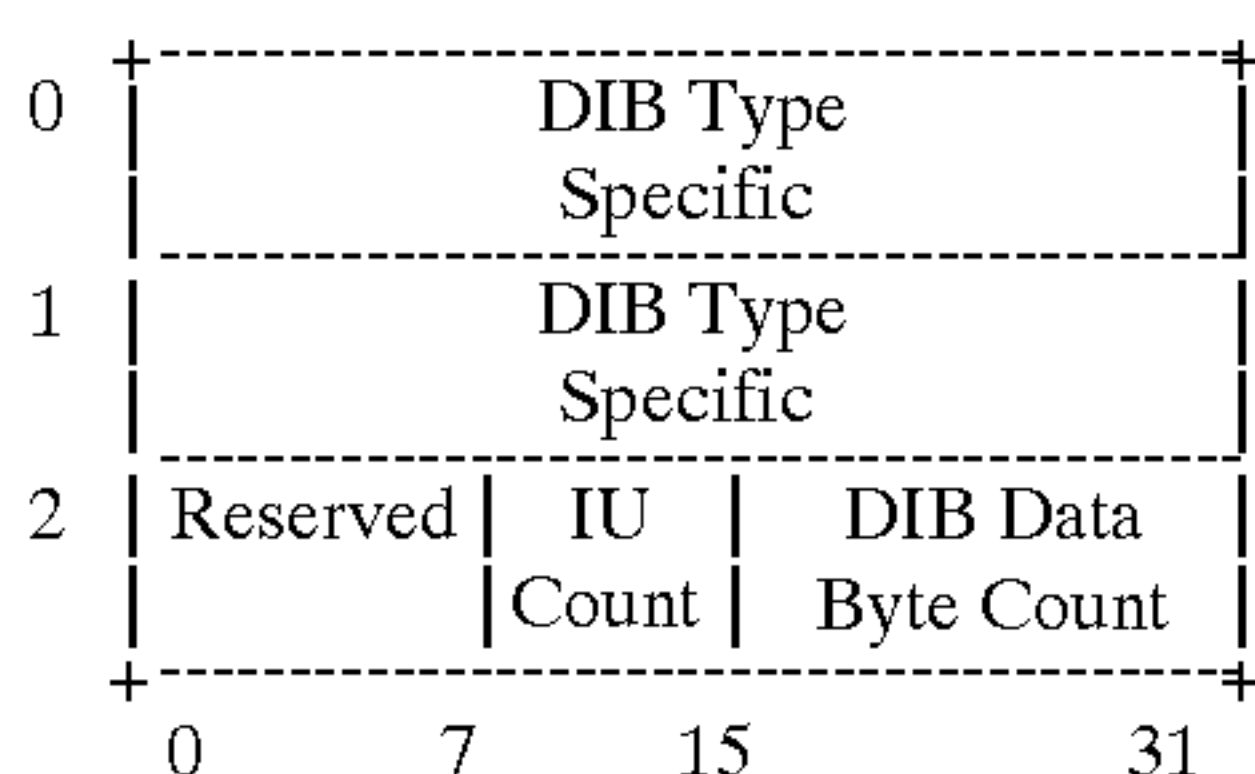 0 DIB Type
Specific
1 DIB Type
Specific
2 Reserved IU DIB Data
Count Byte Count
0 7 15 31